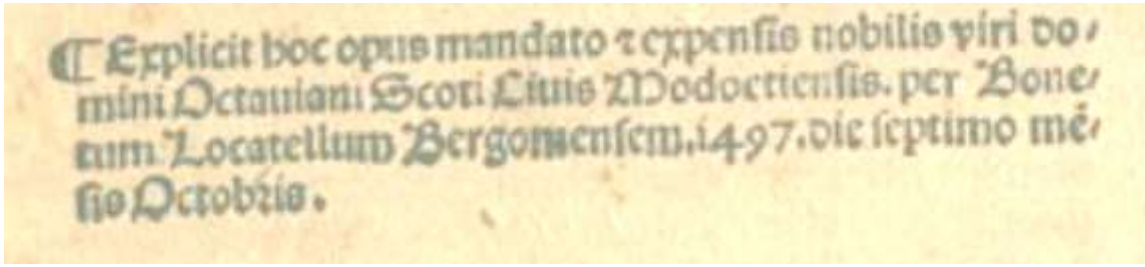 ¶ Explicit hoc opus mandato ⁊ expensis nobilis viri do⸗
mini Octauiani Scoti Ciuis Modoetiensis. per Bone⸗
tum Locatellum Bergomensem. 1497. die septimo mē⸗
sis Octobris.